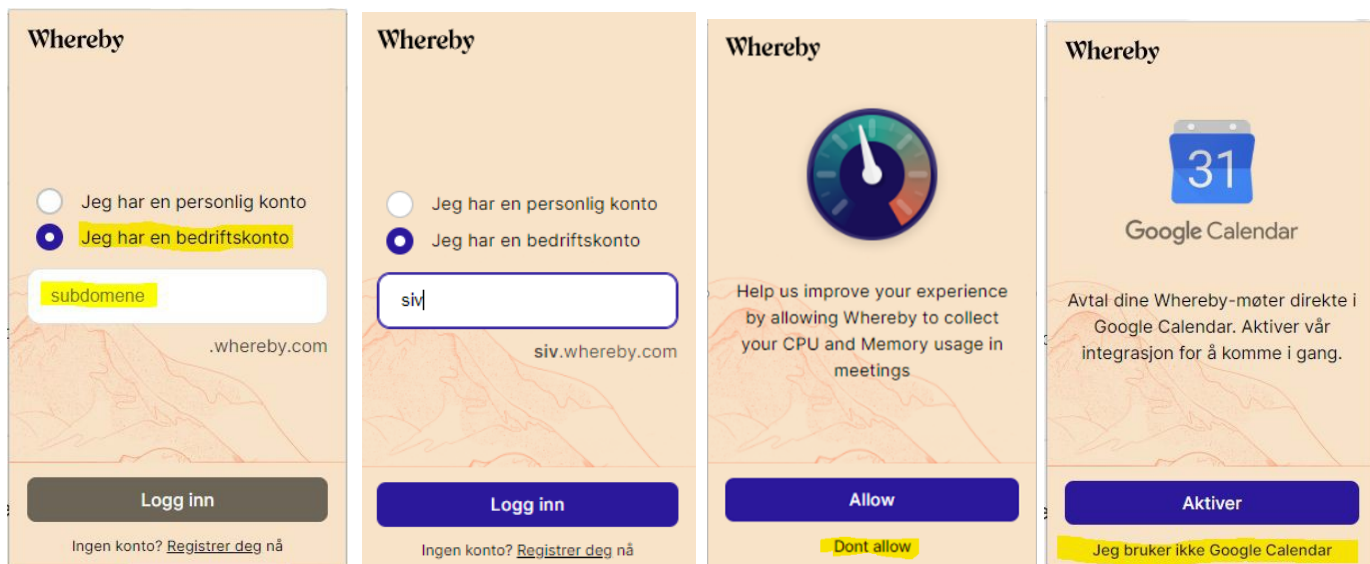 Whereby
Jeg har en personlig konto
Jeg har en bedriftskonto
subdomene
.whereby.com
Logg inn
Ingen konto? Registrer deg nå
Whereby
Jeg har en personlig konto
Jeg har en bedriftskonto
siv
siv.whereby.com
Logg inn
Ingen konto? Registrer deg nå
Whereby
Help us improve your experience
by allowing Whereby to collect
your CPU and Memory usage in
meetings
Allow
Dont allow
Whereby
31
Google Calendar
Avtal dine Whereby-møter direkte i
Google Calendar. Aktiver vår
integrasjon for å komme i gang.
Aktiver
Jeg bruker ikke Google Calendar